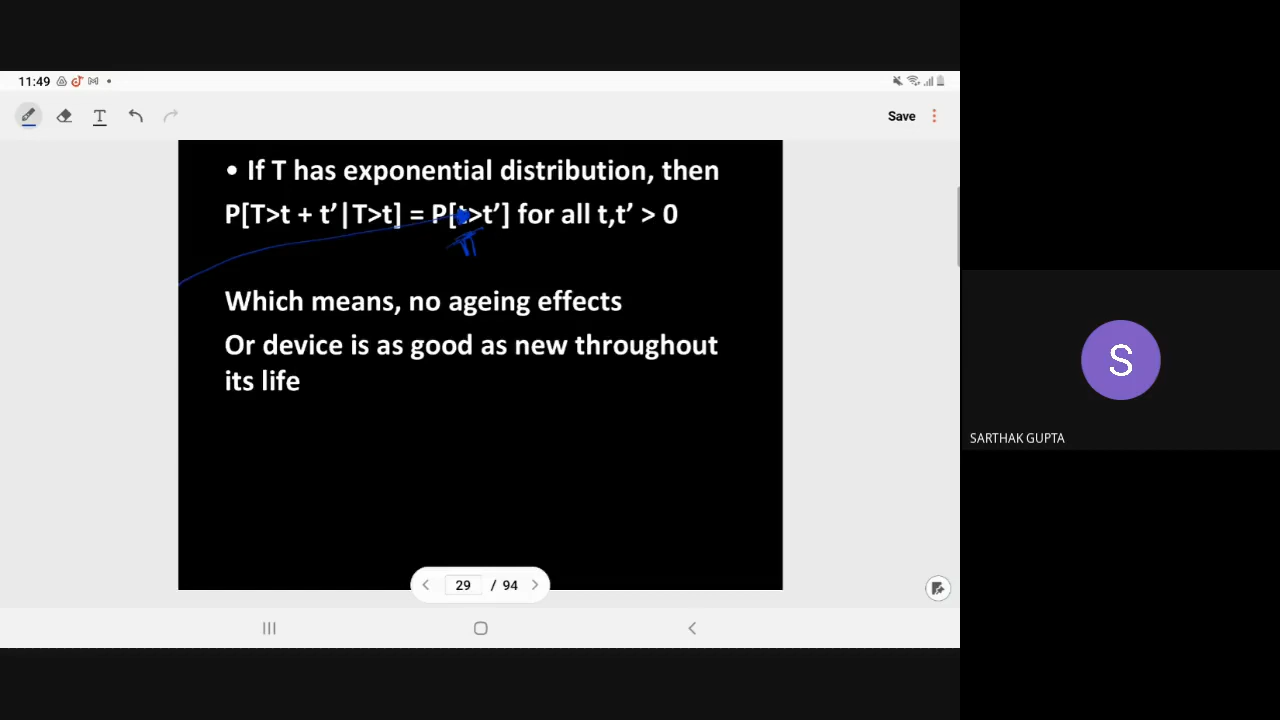 11:49
Save
• If T has exponential distribution, then
P[T>t + t’|T>t] = P[t>t’] for all t,t’ > 0
T
Which means, no ageing effects
Or device is as good as new throughout
its life
29 / 94
S
SARTHAK GUPTA